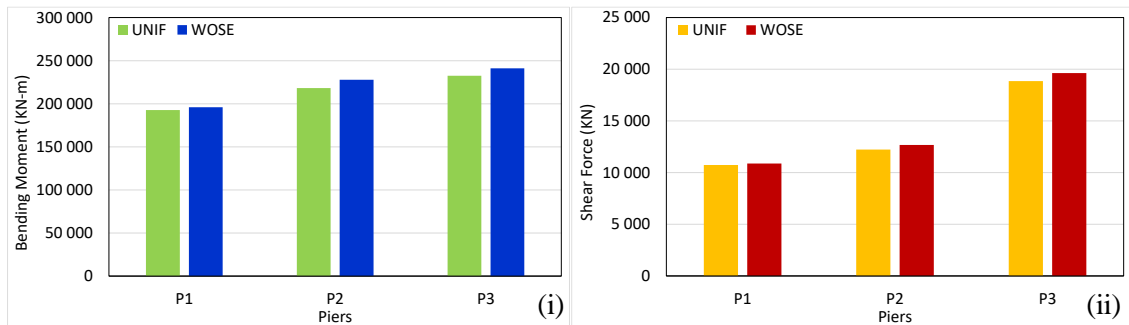 300 000
250 000
200 000
150 000
100 000
50 000
0
Bending Moment (KN-m)
UNIF WOSE
P1 P2 P3
Piers
(i)
25 000
20 000
15 000
10 000
5 000
0
Shear Force (KN)
UNIF WOSE
P1 P2 P3
Piers
(ii)